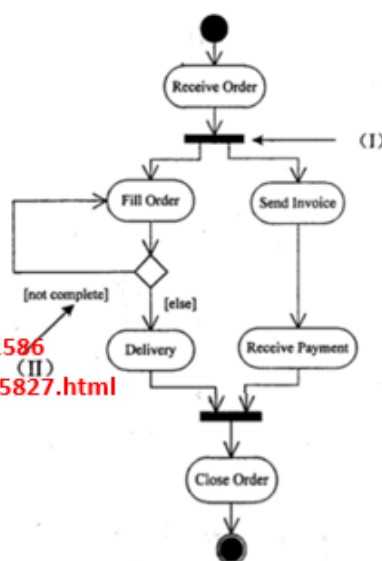 Receive Order
(I)
Fill Order
Send Invoice
[not complete]
[else]
586
(II)
Delivery
Receive Payment
5827.html
Close Order